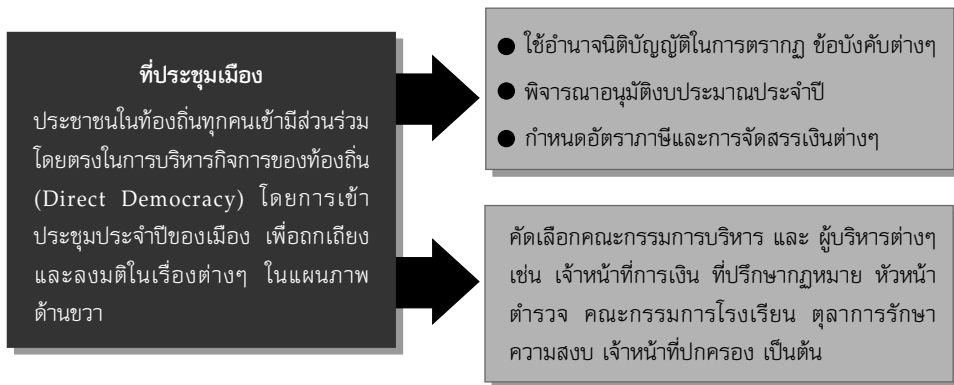 ที่ประชุมเมือง
ประชาชนในท้องถิ่นทุกคนเข้ามีส่วนร่วม
โดยตรงในการบริหารกิจการของท้องถิ่น
(Direct Democracy) โดยการเข้า
ประชุมประจำปีของเมือง เพื่อถกเถียง
และลงมติในเรื่องต่างๆ ในแผนภาพ
ด้านขวา
● ใช้อำนาจนิติบัญญัติในการตรากฎ ข้อบังคับต่างๆ
● พิจารณาอนุมัติงบประมาณประจำปี
● กำหนดอัตราภาษีและการจัดสรรเงินต่างๆ
คัดเลือกคณะกรรมการบริหาร และ ผู้บริหารต่างๆ
เช่น เจ้าหน้าที่การเงิน ที่ปรึกษากฎหมาย หัวหน้า
ตำรวจ คณะกรรมการโรงเรียน ตุลาการรักษา
ความสงบ เจ้าหน้าที่ปกครอง เป็นต้น